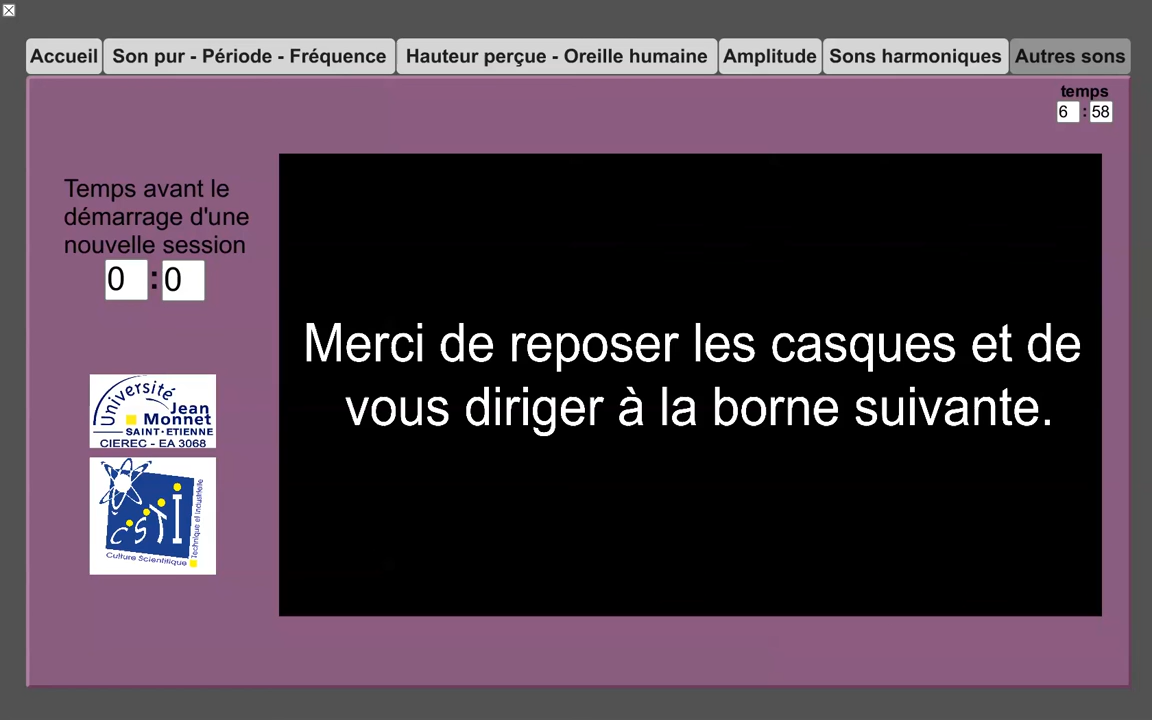 Accueil
Son pur - Période - Fréquence
Hauteur perçue - Oreille humaine
Amplitude
Sons harmoniques
Autres sons
temps
6 : 58
Temps avant le
démarrage d'une
nouvelle session
0 : 0
Merci de reposer les casques et de
vous diriger à la borne suivante.
Université
Jean
Monnet
SAINT-ETIENNE
CIEREC - EA 3068
CSTI
Culture Scientifique
Technique et Industrielle